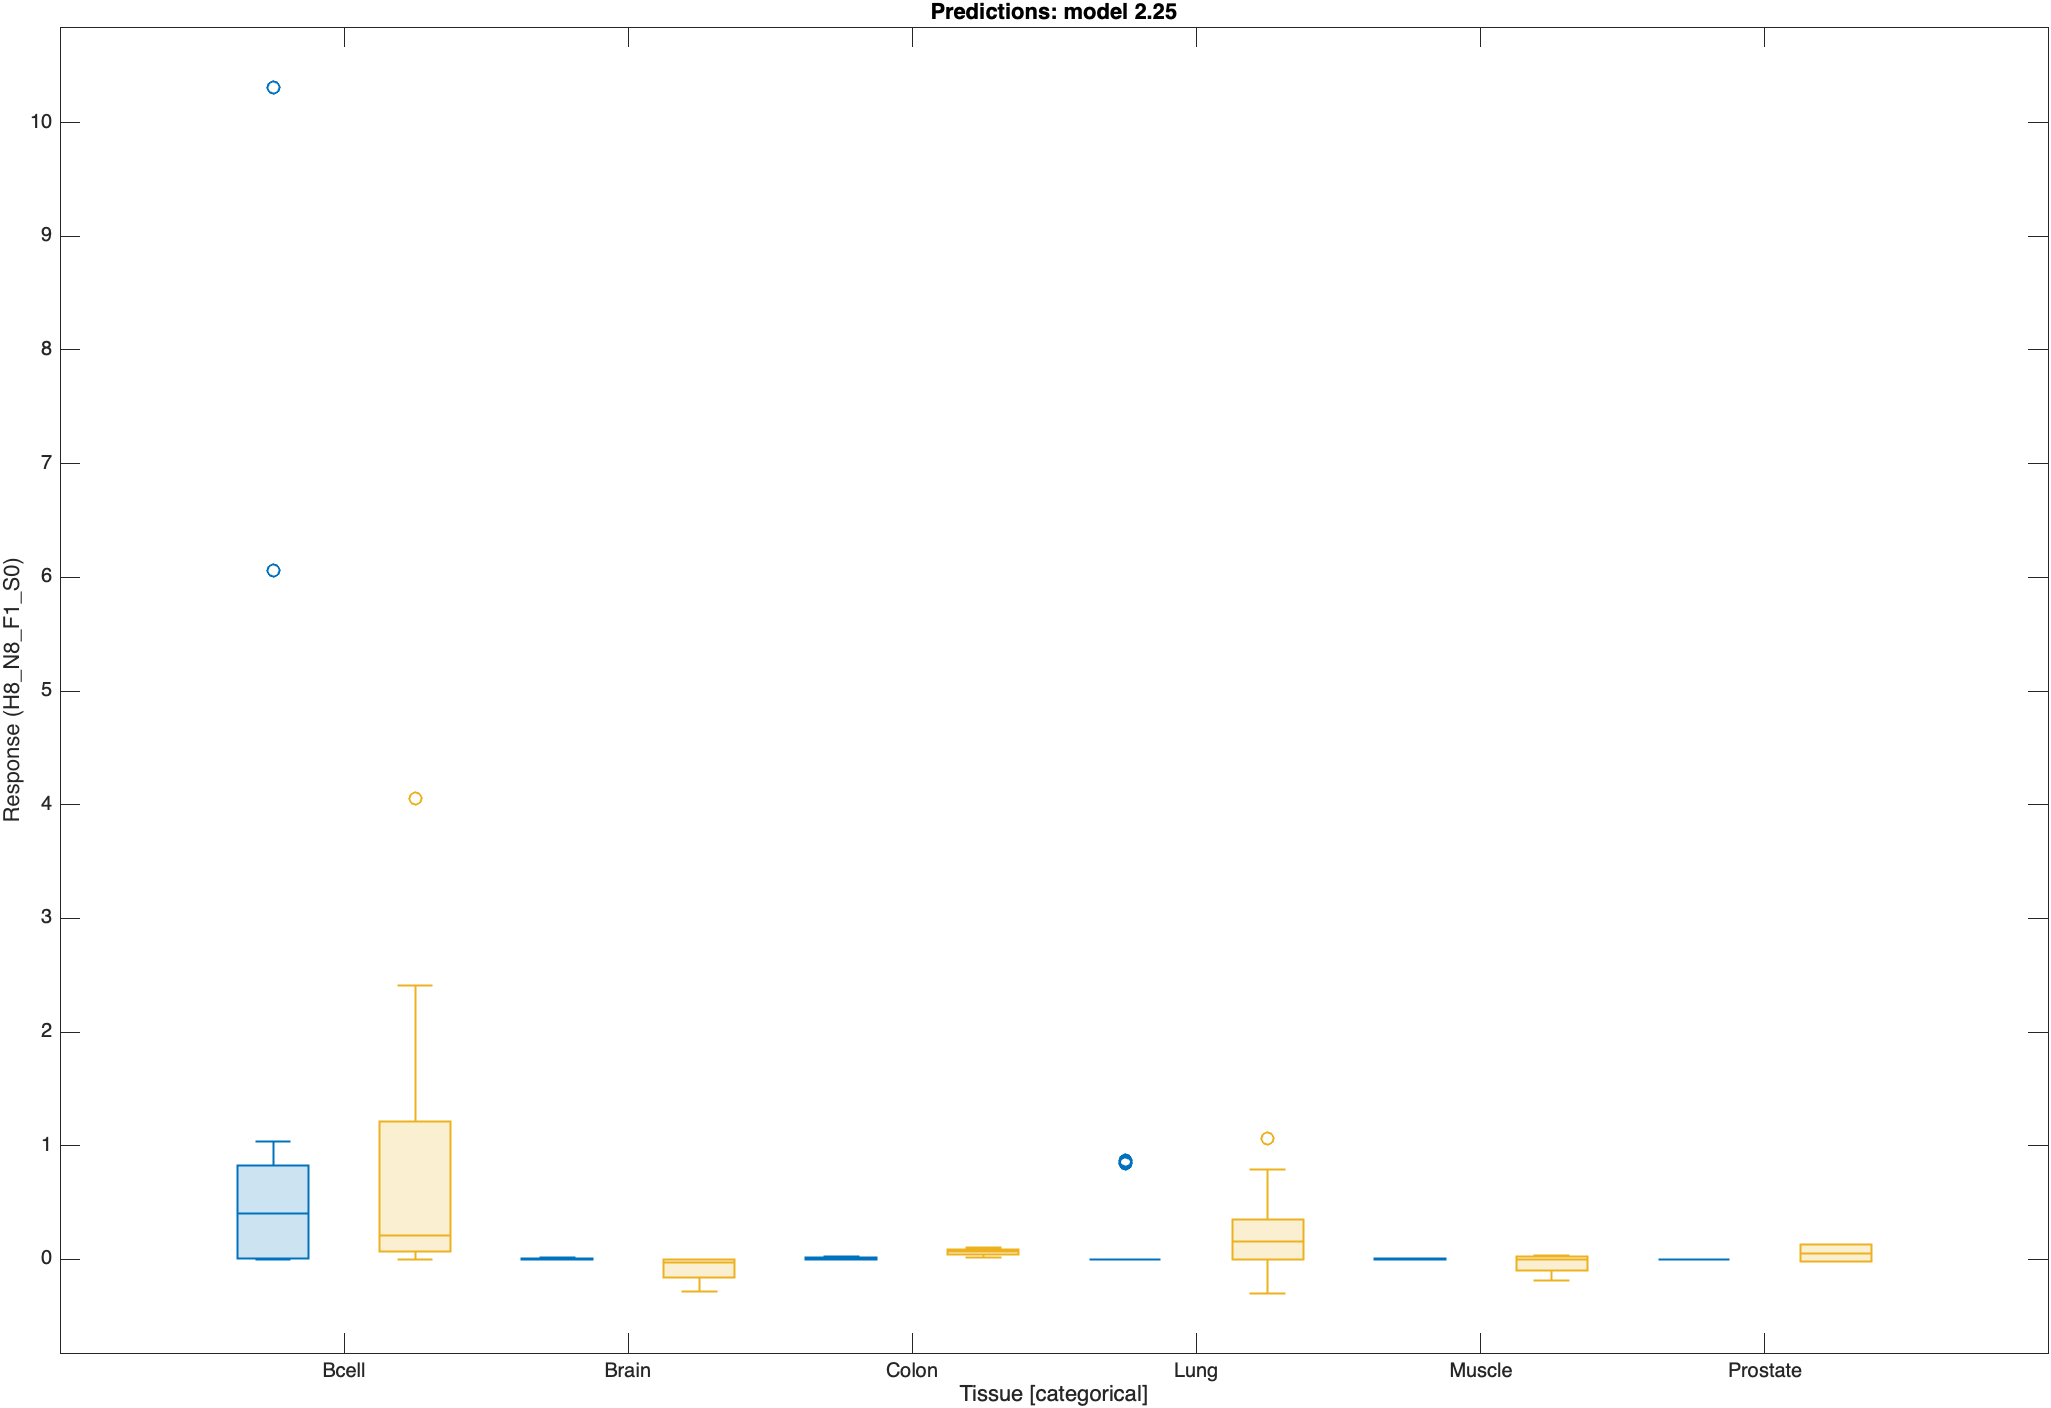 Predictions: model 2.25
10
9
8
7
6
5
4
3
2
1
0
Response (H8_N8_F1_S0)
Bcell
Brain
Colon
Lung
Muscle
Prostate
Tissue [categorical]